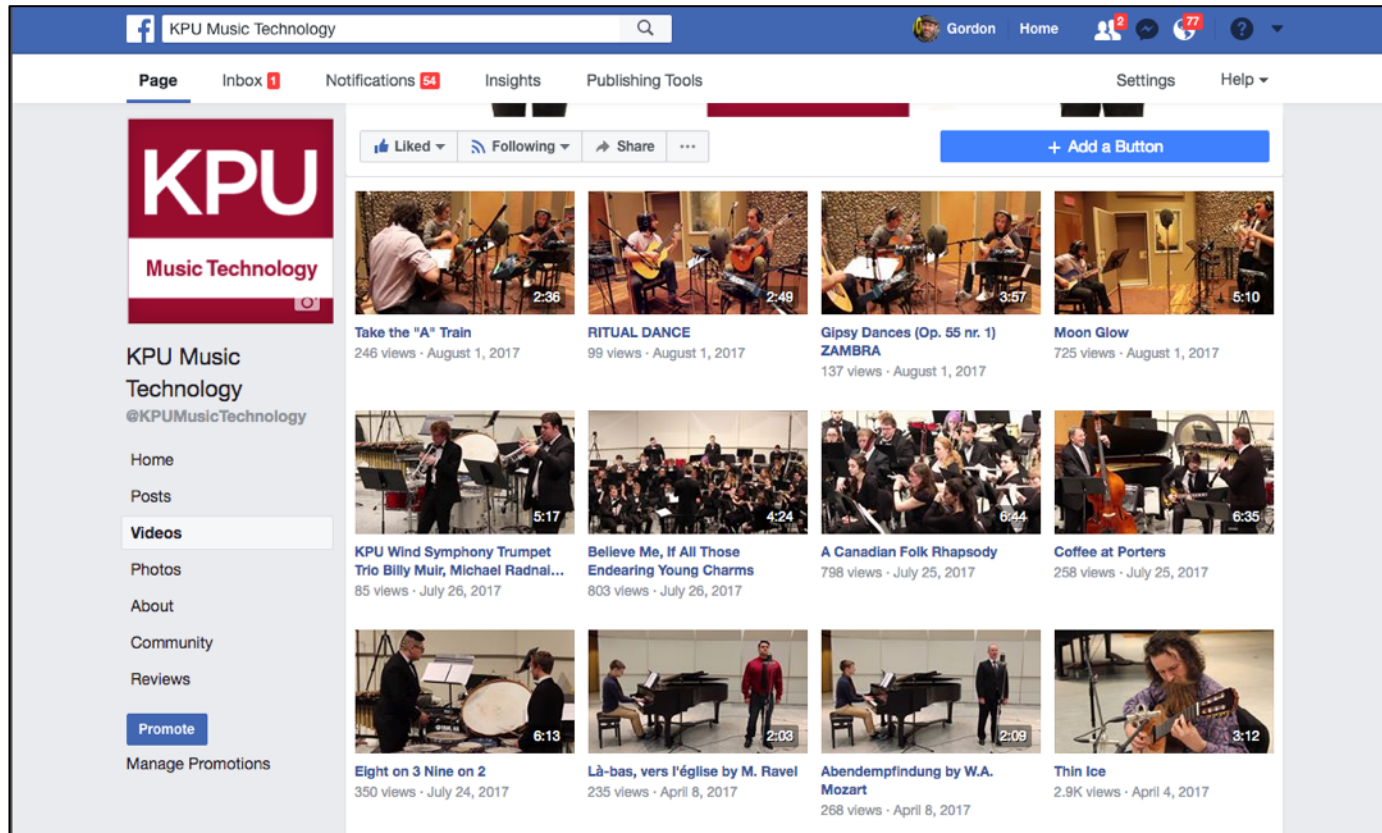 KPU Music Technology
Gordon
Home
2
77
?
Page
Inbox 1
Notifications 54
Insights
Publishing Tools
Settings
Help
KPU
Music Technology
KPU Music
Technology
@KPUMusicTechnology
Home
Posts
Videos
Photos
About
Community
Reviews
Promote
Manage Promotions
Liked
Following
Share
...
+ Add a Button
2:36
Take the "A" Train
246 views · August 1, 2017
2:49
RITUAL DANCE
99 views · August 1, 2017
3:57
Gipsy Dances (Op. 55 nr. 1)
ZAMBRA
137 views · August 1, 2017
5:10
Moon Glow
725 views · August 1, 2017
5:17
KPU Wind Symphony Trumpet
Trio Billy Muir, Michael Radnai...
85 views · July 26, 2017
4:24
Believe Me, If All Those
Endearing Young Charms
803 views · July 26, 2017
6:44
A Canadian Folk Rhapsody
798 views · July 25, 2017
6:35
Coffee at Porters
258 views · July 25, 2017
6:13
Eight on 3 Nine on 2
350 views · July 24, 2017
2:03
Là-bas, vers l'église by M. Ravel
235 views · April 8, 2017
2:09
Abendempfindung by W.A.
Mozart
268 views · April 8, 2017
3:12
Thin Ice
2.9K views · April 4, 2017